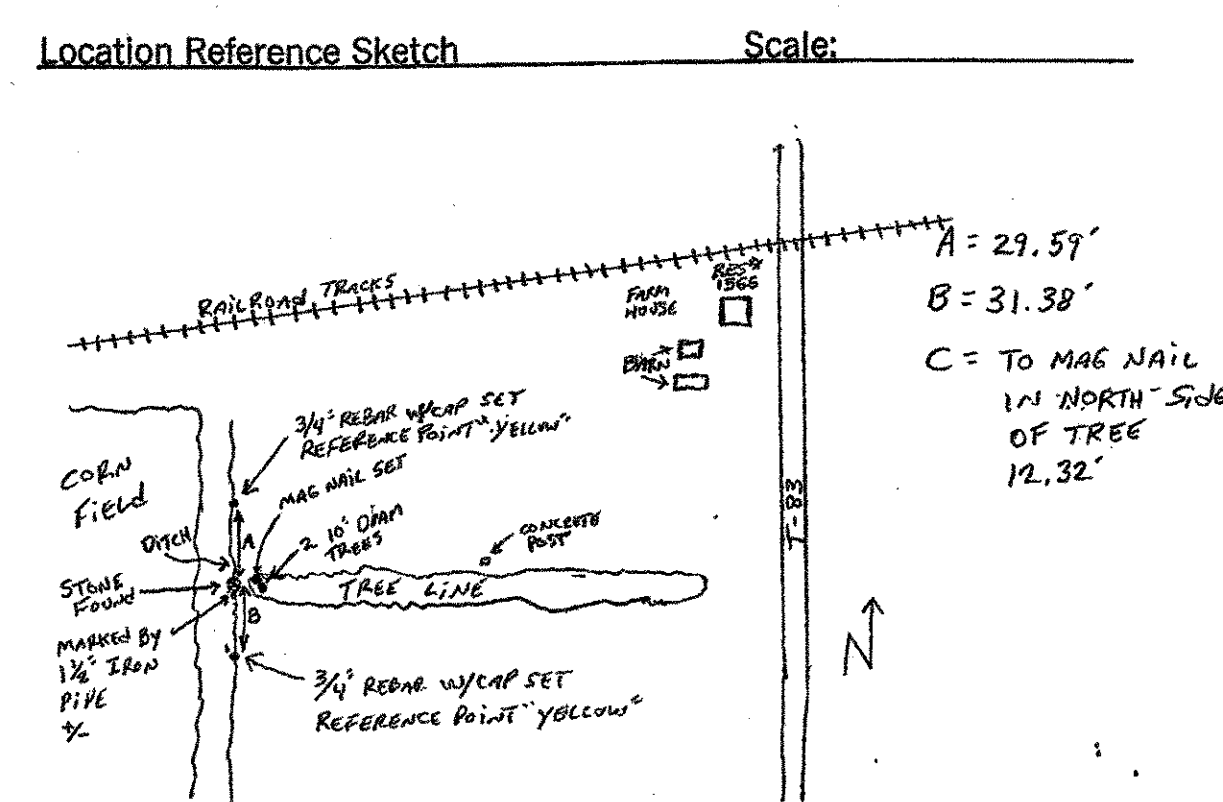 Location Reference Sketch
Scale:
RAILROAD TRACKS
FARM
HOUSE
RES#
1566
BARN
A = 29.59'
B = 31.38'
C = TO MAG NAIL
IN NORTH-SIDE
OF TREE
12.32'
3/4" REBAR W/CAP SET
REFERENCE POINT "YELLOW"
MAG NAIL SET
2 10" DIAM
TREES
CONCRETE
POST
CORN
FIELD
DITCH
A
STONE
FOUND
TREE LINE
B
MARKED BY
1 1/2" IRON
PIPE
+/-
3/4" REBAR W/CAP SET
REFERENCE POINT "YELLOW"
T-83
N